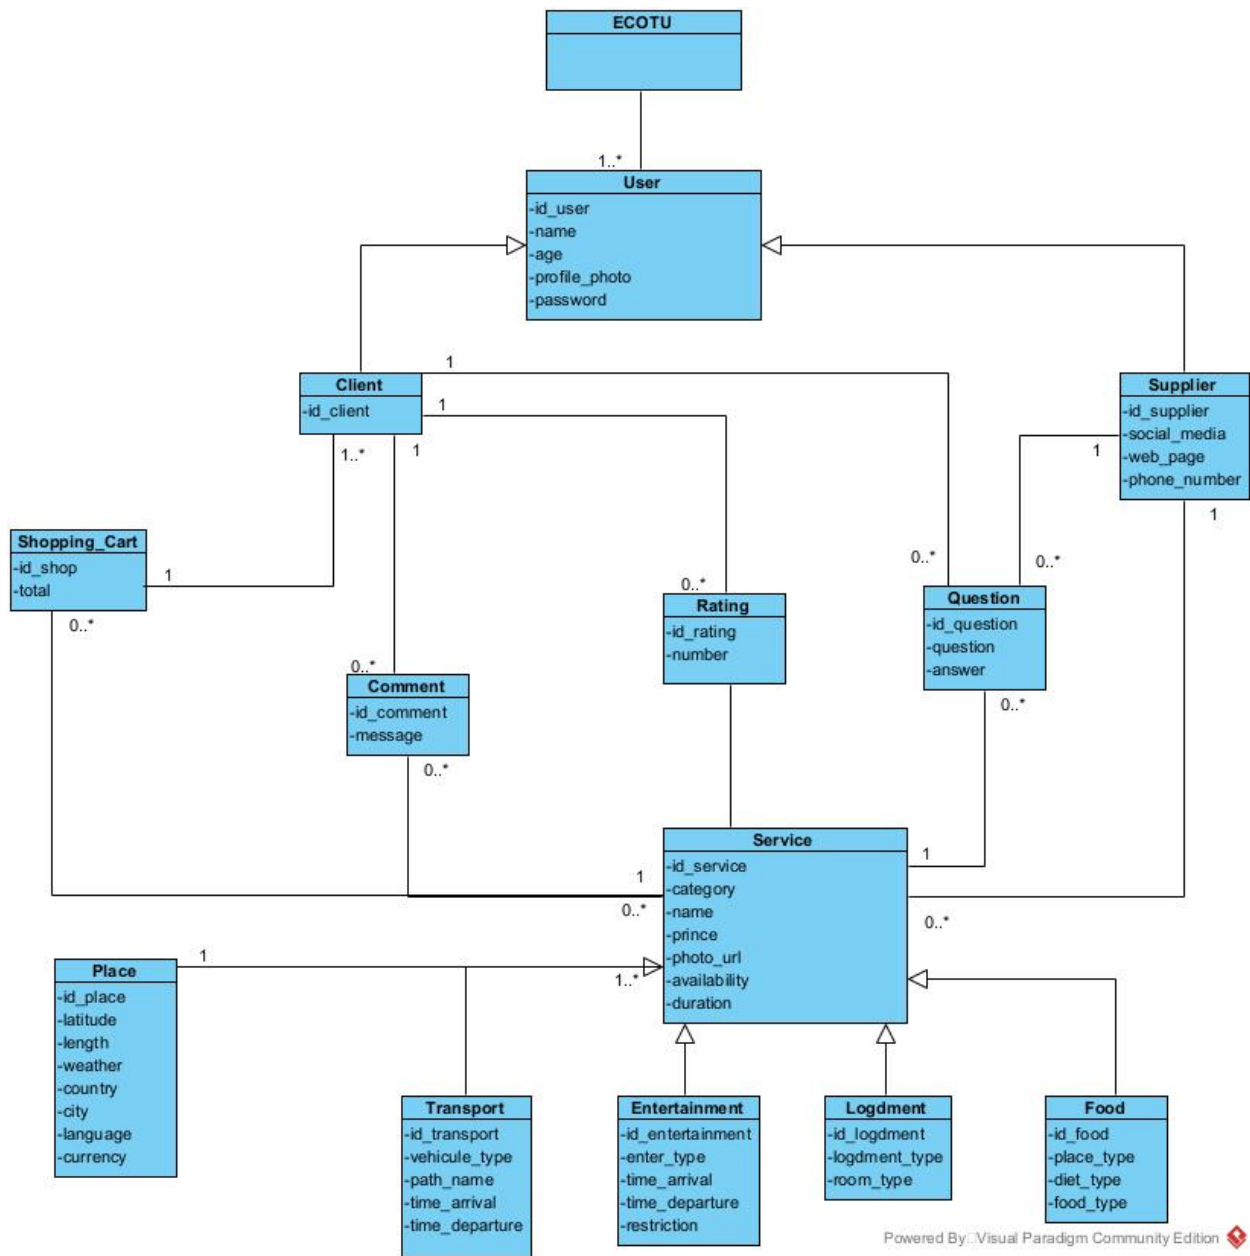 ECOTU
1..*
User
-id_user
-name
-age
-profile_photo
-password
1
Client
-id_client
1
1..*
1
Supplier
-id_supplier
-social_media
-web_page
-phone_number
1
1
Shopping_Cart
-id_shop
-total
1
0..*
0..*
Comment
-id_comment
-message
0..*
0..*
Rating
-id_rating
-number
0..*
0..*
Question
-id_question
-question
-answer
0..*
Service
-id_service
-category
-name
-prince
-photo_url
-availability
-duration
1
1
0..*
0..*
1
1..*
Place
-id_place
-latitude
-length
-weather
-country
-city
-language
-currency
Transport
-id_transport
-vehicule_type
-path_name
-time_arrival
-time_departure
Entertainment
-id_entertainment
-enter_type
-time_arrival
-time_departure
-restriction
Logdment
-id_logdment
-logdment_type
-room_type
Food
-id_food
-place_type
-diet_type
-food_type
Powered By Visual Paradigm Community Edition